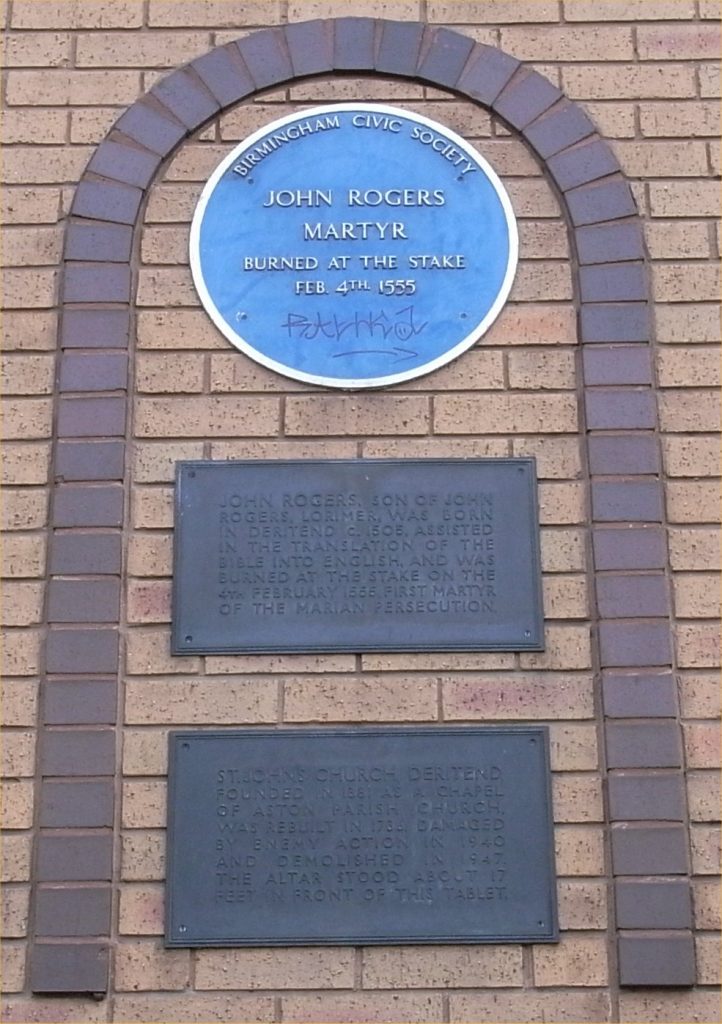 BIRMINGHAM CIVIC SOCIETY
JOHN ROGERS
MARTYR
BURNED AT THE STAKE
FEB. 4TH. 1555
JOHN ROGERS, SON OF JOHN
ROGERS, LORIMER, WAS BORN
IN DERITEND C. 1505, ASSISTED
IN THE TRANSLATION OF THE
BIBLE INTO ENGLISH, AND WAS
BURNED AT THE STAKE ON THE
4TH FEBRUARY 1555, FIRST MARTYR
OF THE MARIAN PERSECUTION.
ST. JOHNS CHURCH, DERITEND
FOUNDED IN 1381 AS A CHAPEL
OF ASTON PARISH CHURCH,
WAS REBUILT IN 1735, DAMAGED
BY ENEMY ACTION IN 1940
AND DEMOLISHED IN 1947.
THE ALTAR STOOD ABOUT 17
FEET IN FRONT OF THIS TABLET.